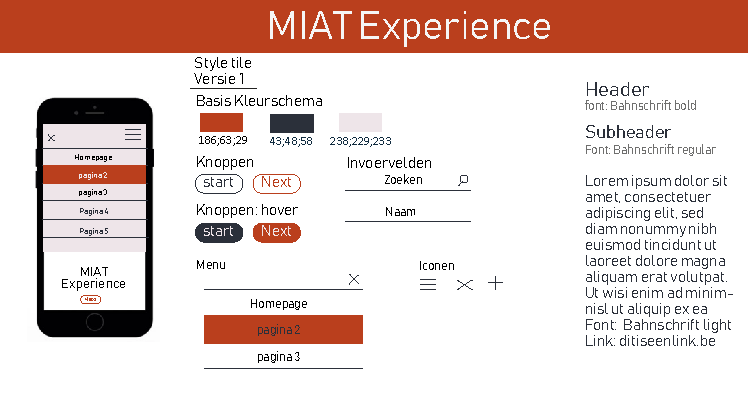 MIAT Experience
Style tile
Versie 1
Basis Kleurschema
186;63;29
43;48;58
238;229;233
Knoppen
start
Next
Knoppen: hover
start
Next
Invoervelden
Zoeken
Naam
Menu
Homepage
pagina 2
pagina 3
Iconen
Header
font: Bahnschrift bold
Subheader
Font: Bahnschrift regular
Lorem ipsum dolor sit
amet, consectetuer
adipiscing elit, sed
diam nonummy nibh
euismod tincidunt ut
laoreet dolore magna
aliquam erat volutpat.
Ut wisi enim ad minim-
nisl ut aliquip ex ea
Font: Bahnschrift light
Link: ditiseenlink.be
Homepage
pagina 2
pagina 3
Pagina 4
Pagina 5
MIAT
Experience